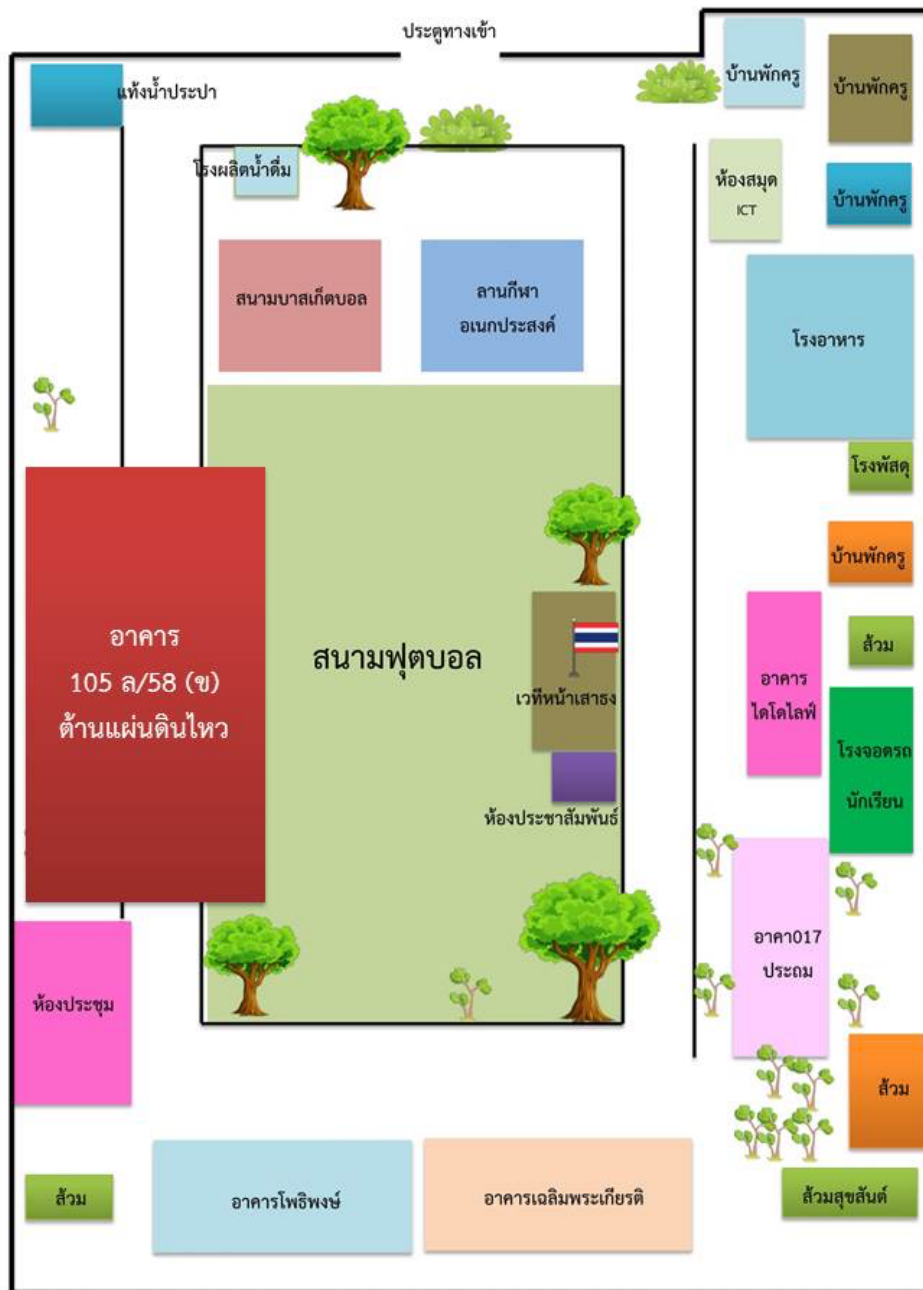 ประตูทางเข้า
แท้งน้ำประปา
บ้านพักครู
บ้านพักครู
โรงผลิตน้ำดื่ม
ห้องสมุด
ICT
บ้านพักครู
สนามบาสเก็ตบอล
ลานกีฬา
อเนกประสงค์
โรงอาหาร
โรงพัสดุ
บ้านพักครู
อาคาร
105 ล/58 (ข)
ต้านแผ่นดินไหว
สนามฟุตบอล
เวทีหน้าเสาธง
ห้องประชาสัมพันธ์
อาคาร
ไดโดไลฟ์
ส้วม
โรงจอดรถ
นักเรียน
อาคา017
ประถม
ห้องประชุม
ส้วม
ส้วม
อาคารโพธิพงษ์
อาคารเฉลิมพระเกียรติ
ส้วมสุขสันต์